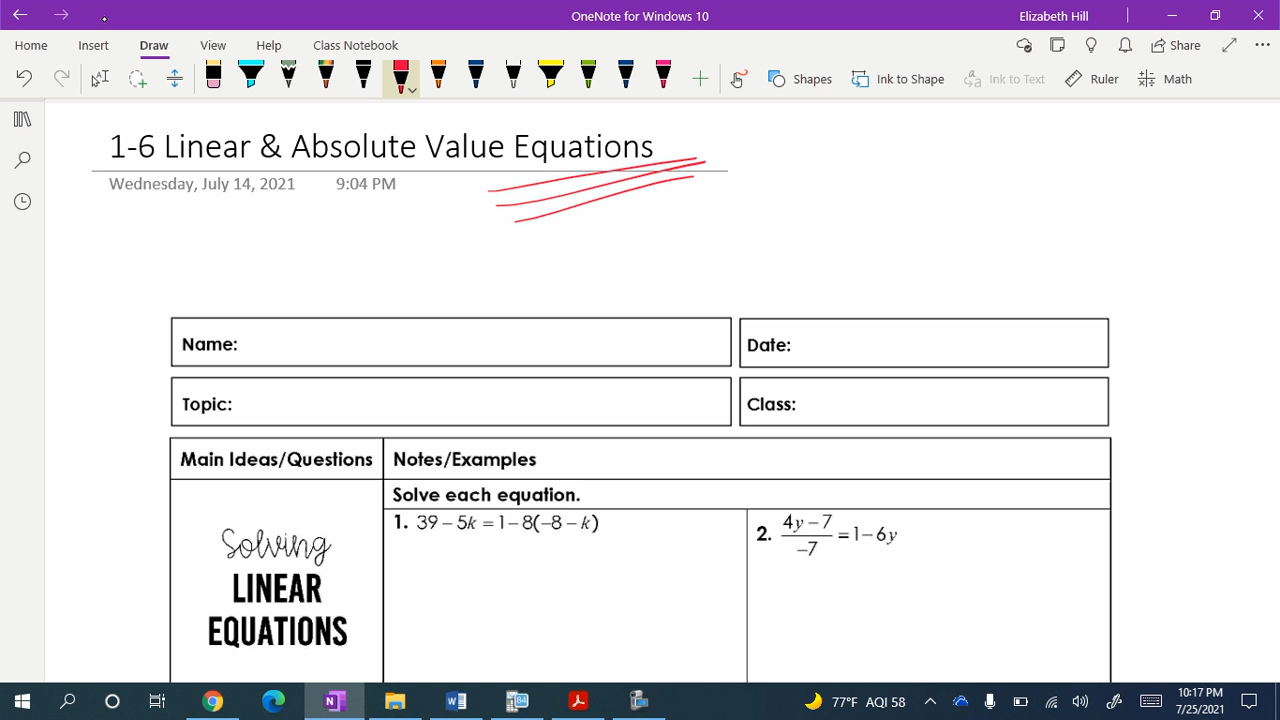 OneNote for Windows 10
Elizabeth Hill
Home Insert Draw View Help Class Notebook
Share
Shapes Ink to Shape Ink to Text Ruler Math
1-6 Linear & Absolute Value Equations
Wednesday, July 14, 2021 9:04 PM
Name:
Date:
Topic:
Class:
Main Ideas/Questions
Notes/Examples
Solving
LINEAR
EQUATIONS
Solve each equation.
1. 39 – 5k = 1 – 8(–8 – k)
2. (4y – 7)/–7 = 1 – 6y
N
W
84
77°F AQI 58
10:17 PM
7/25/2021